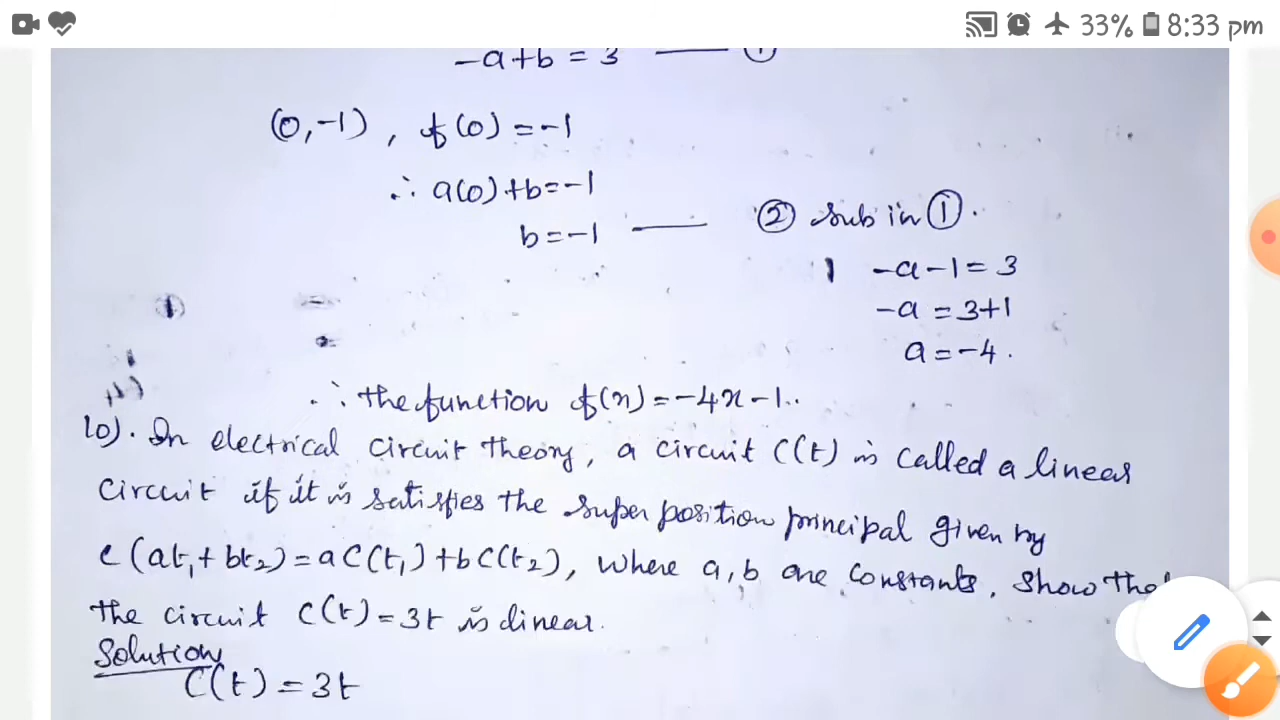 33% 8:33 pm
-a+b = 3 —— ①
(0,-1), f(0) = -1
∴ a(0)+b=-1
b=-1 —— ② sub in ①.
-a-1=3
-a = 3+1
a=-4.
∴ the function f(x)=-4x-1..
10). In electrical circuit theory, a circuit C(t) is called a linear
circuit if it is satisfies the super position principal given by
c(at₁+bt₂)=aC(t₁)+bC(t₂), where a,b are constants. Show
the circuit C(t)=3t is linear.
Solution
C(t)=3t